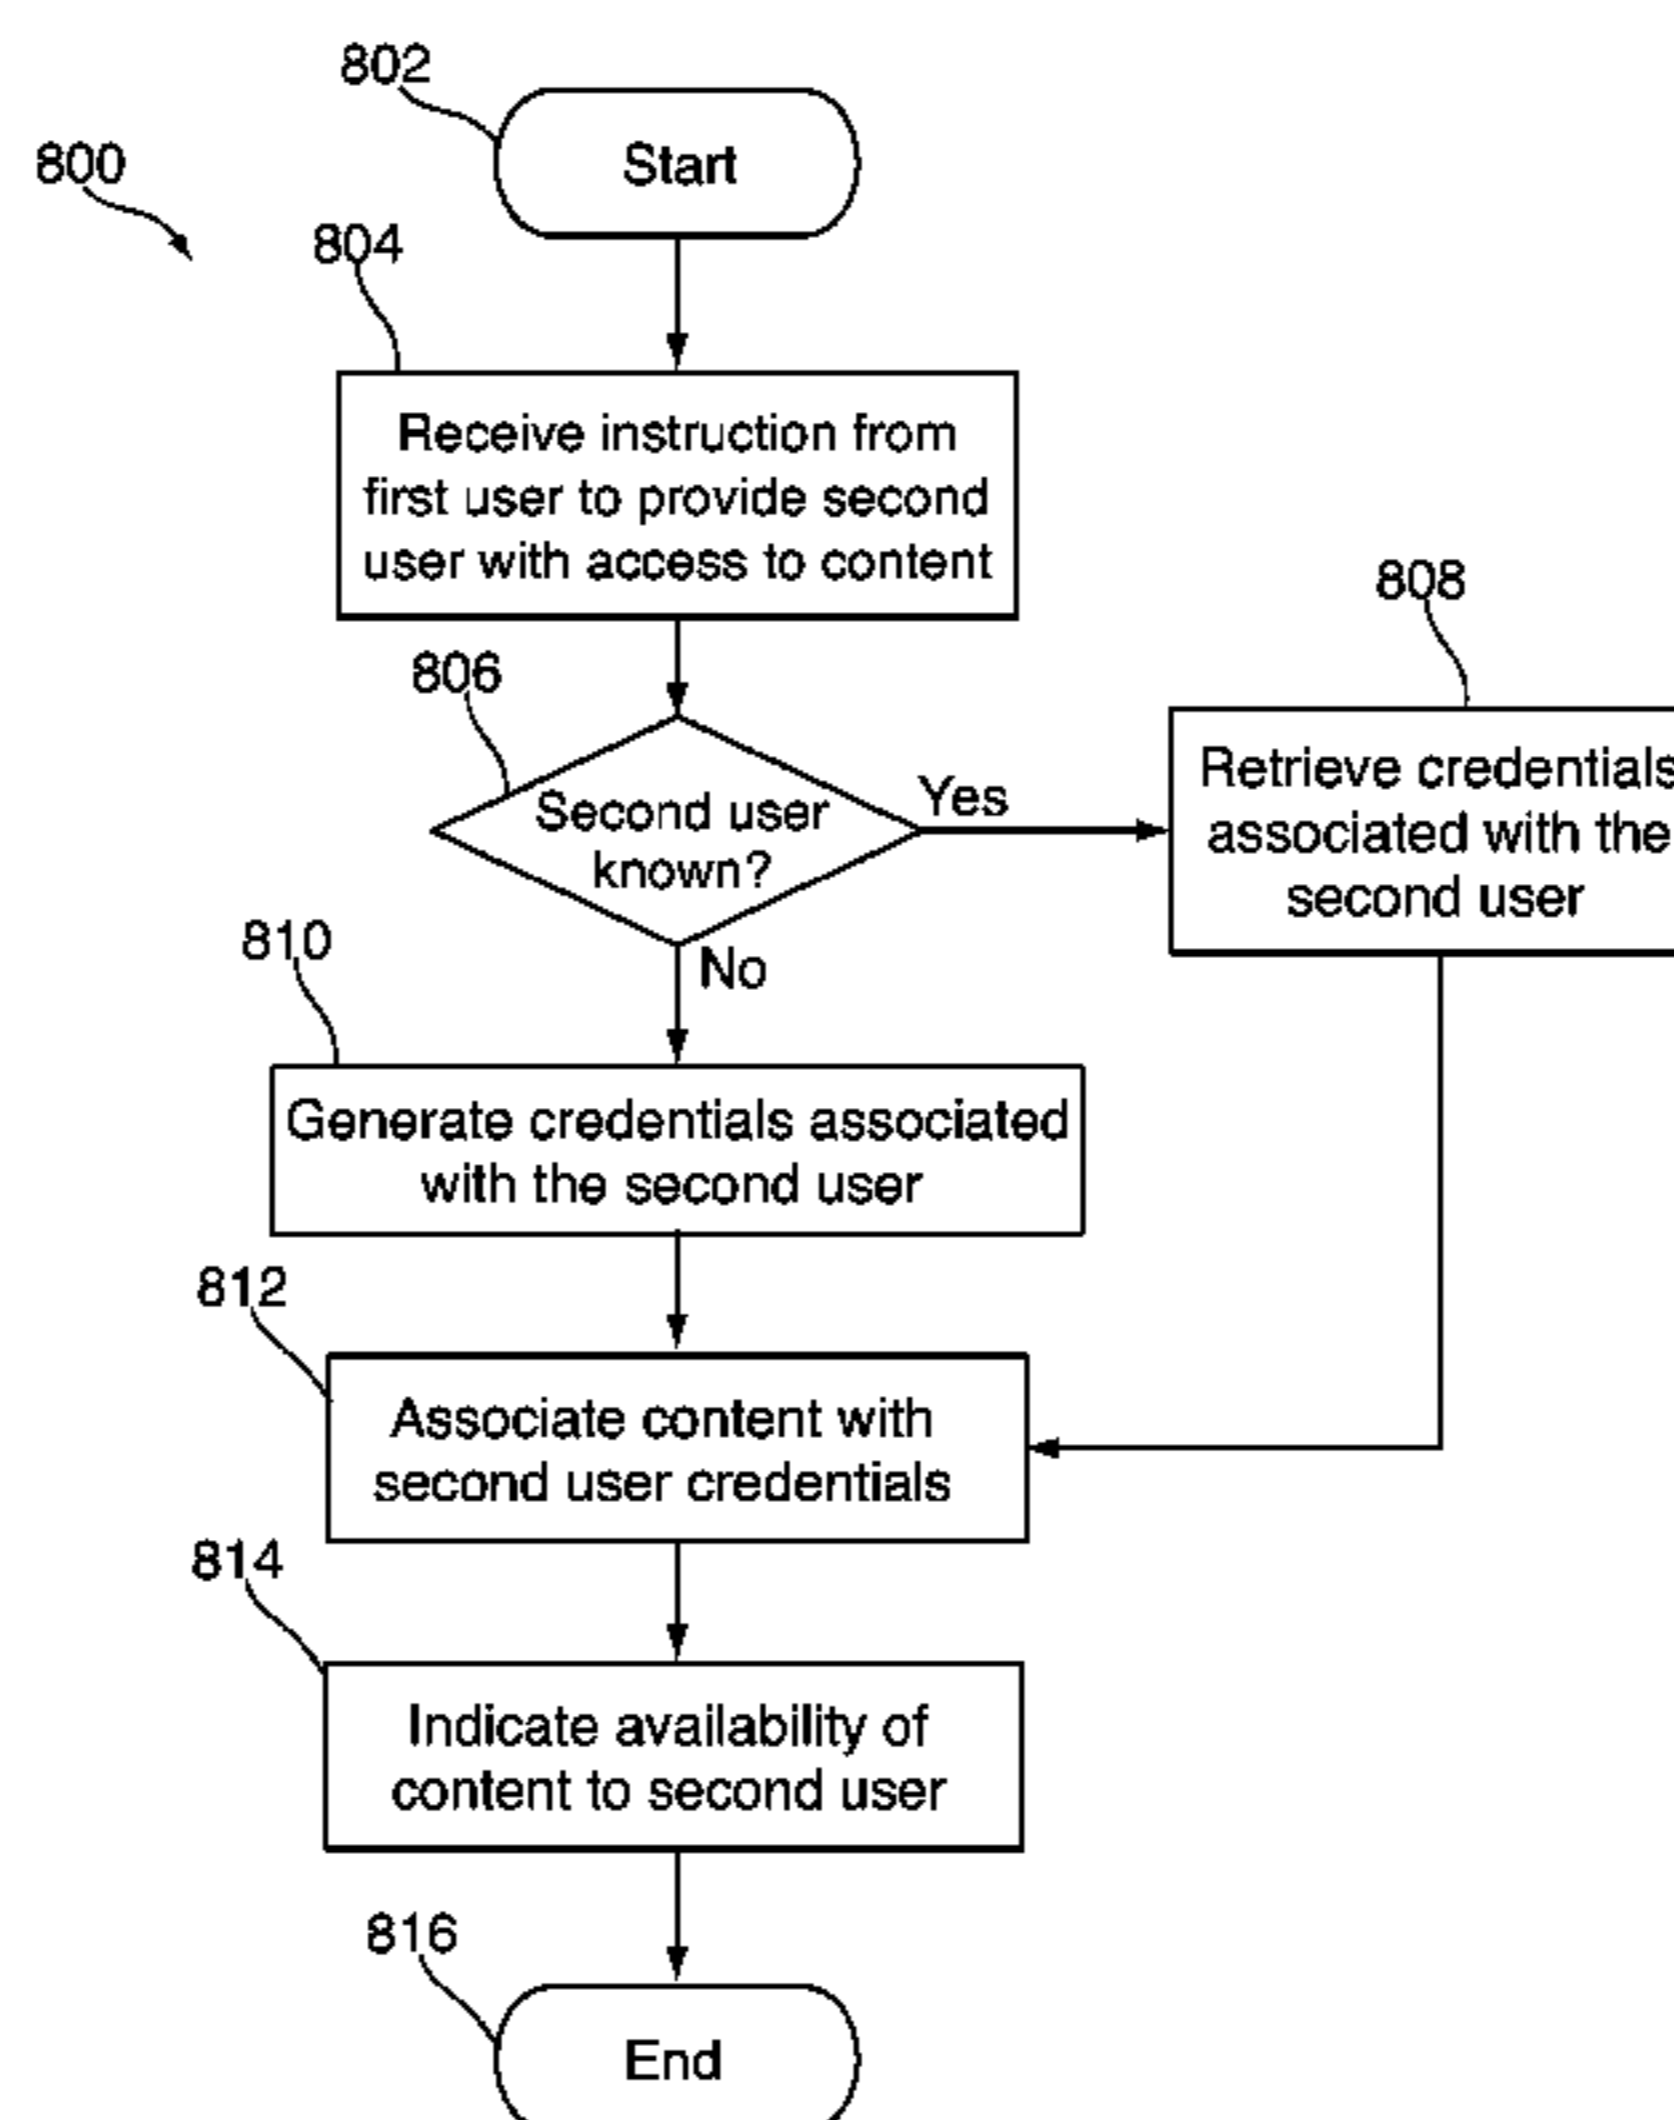 802
Start
800
804
Receive instruction from
first user to provide second
user with access to content
806
Second user
known?
Yes
808
Retrieve credentials
associated with the
second user
No
810
Generate credentials associated
with the second user
812
Associate content with
second user credentials
814
Indicate availability of
content to second user
816
End